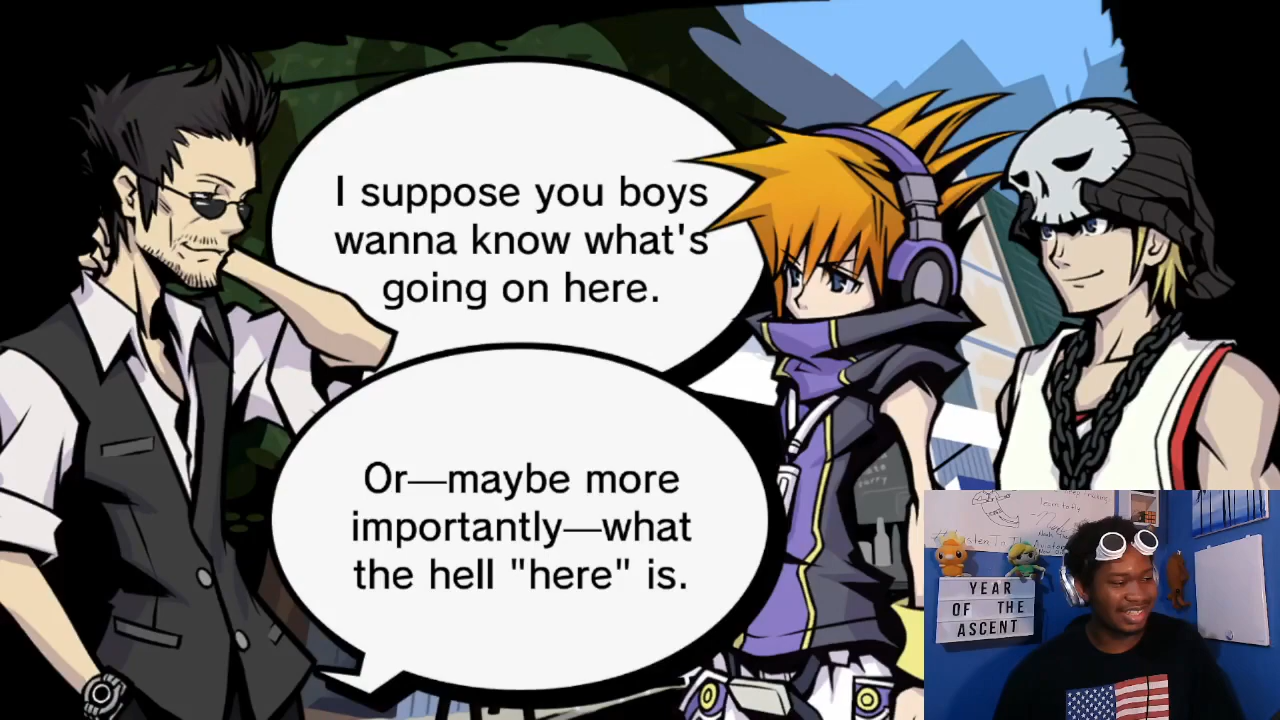 I suppose you boys
wanna know what's
going on here.
Or—maybe more
importantly—what
the hell "here" is.
YEAR
OF THE
ASCENT